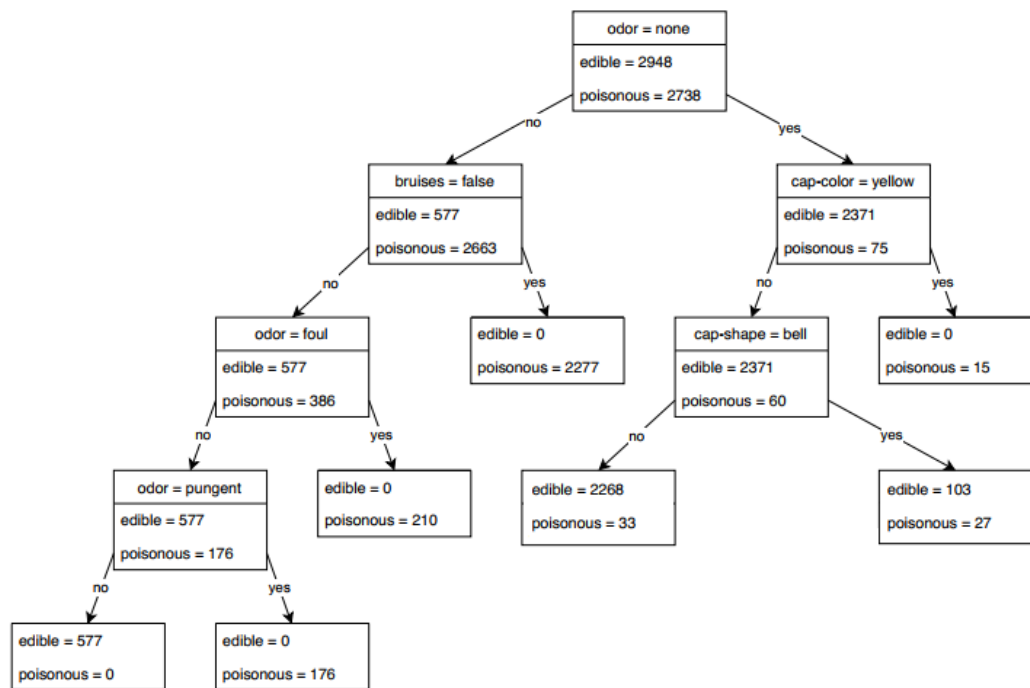 odor = none
edible = 2948
poisonous = 2738
no
yes
bruises = false
edible = 577
poisonous = 2663
cap-color = yellow
edible = 2371
poisonous = 75
no
yes
no
yes
odor = foul
edible = 577
poisonous = 386
edible = 0
poisonous = 2277
cap-shape = bell
edible = 2371
poisonous = 60
edible = 0
poisonous = 15
no
yes
no
yes
odor = pungent
edible = 577
poisonous = 176
edible = 0
poisonous = 210
edible = 2268
poisonous = 33
edible = 103
poisonous = 27
no
yes
edible = 577
poisonous = 0
edible = 0
poisonous = 176